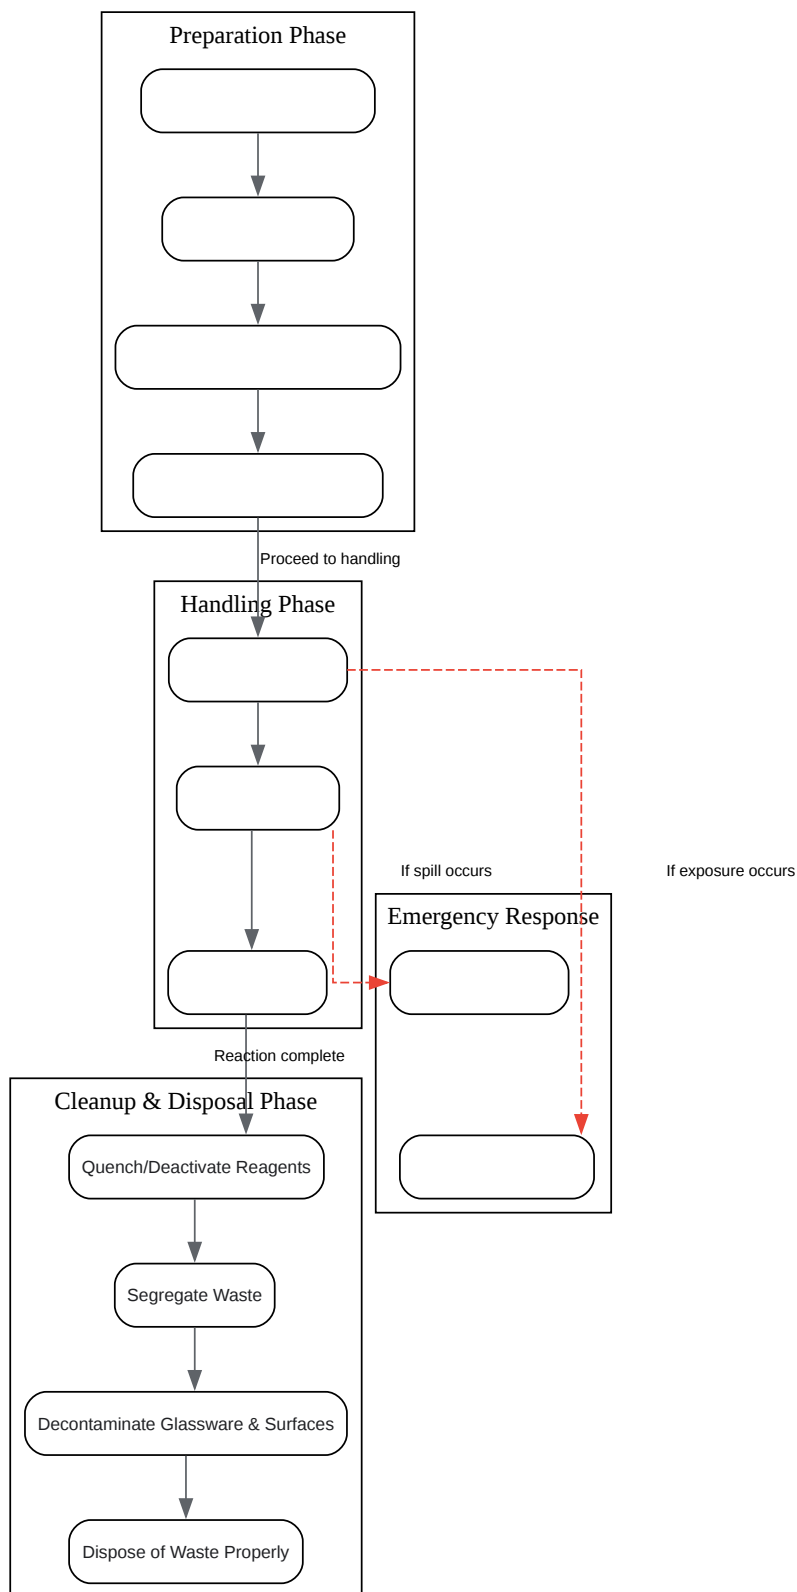 Preparation Phase
Proceed to handling
Handling Phase
If spill occurs
If exposure occurs
Emergency Response
Reaction complete
Cleanup & Disposal Phase
Quench/Deactivate Reagents
Segregate Waste
Decontaminate Glassware & Surfaces
Dispose of Waste Properly